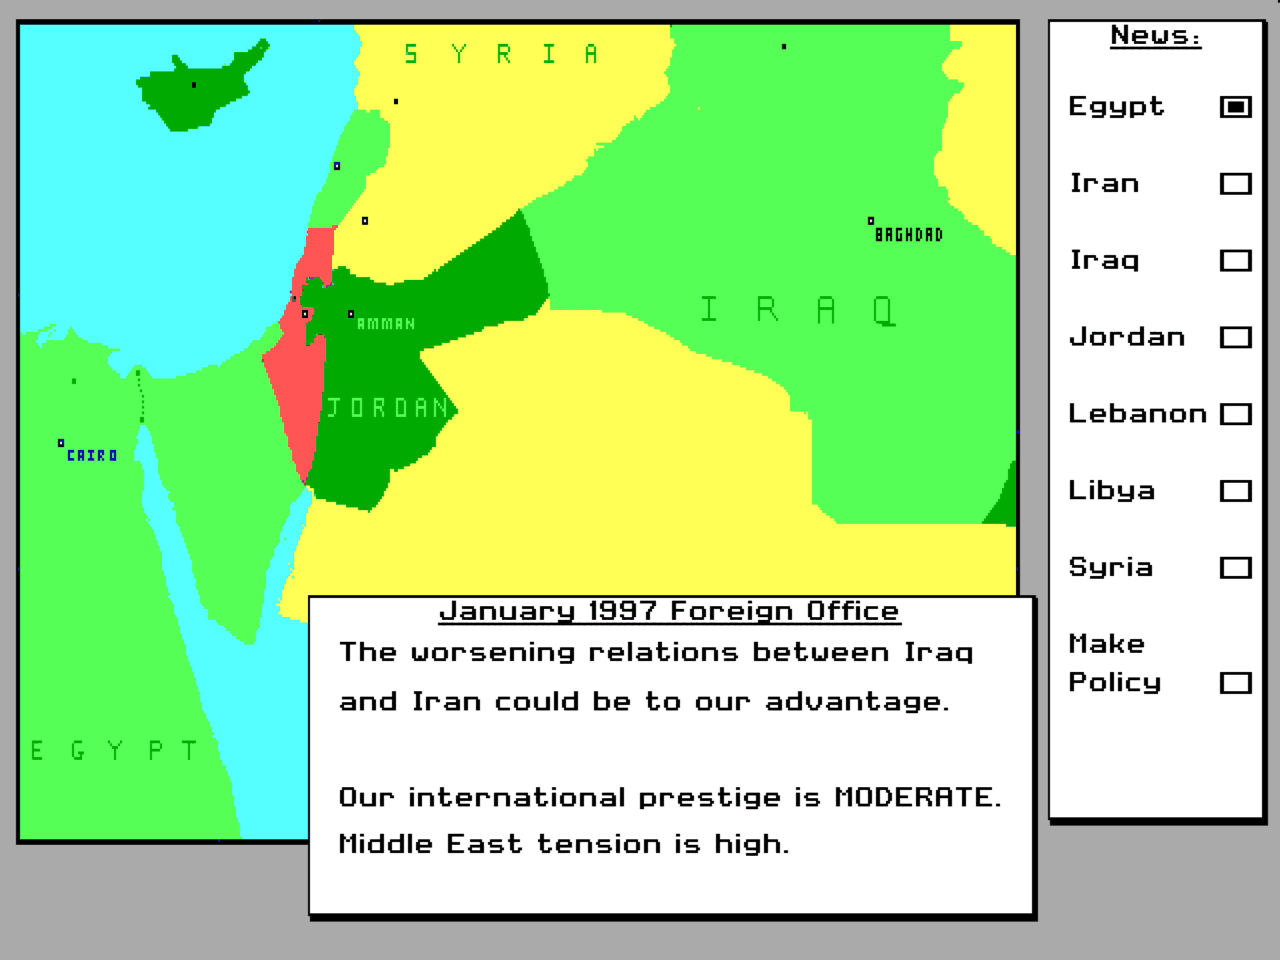 SYRIA
BAGHDAD
IRAQ
AMMAN
JORDAN
CAIRO
EGYPT
News:
Egypt
Iran
Iraq
Jordan
Lebanon
Libya
Syria
Make
Policy
January 1997 Foreign Office
The worsening relations between Iraq
and Iran could be to our advantage.
Our international prestige is MODERATE.
Middle East tension is high.